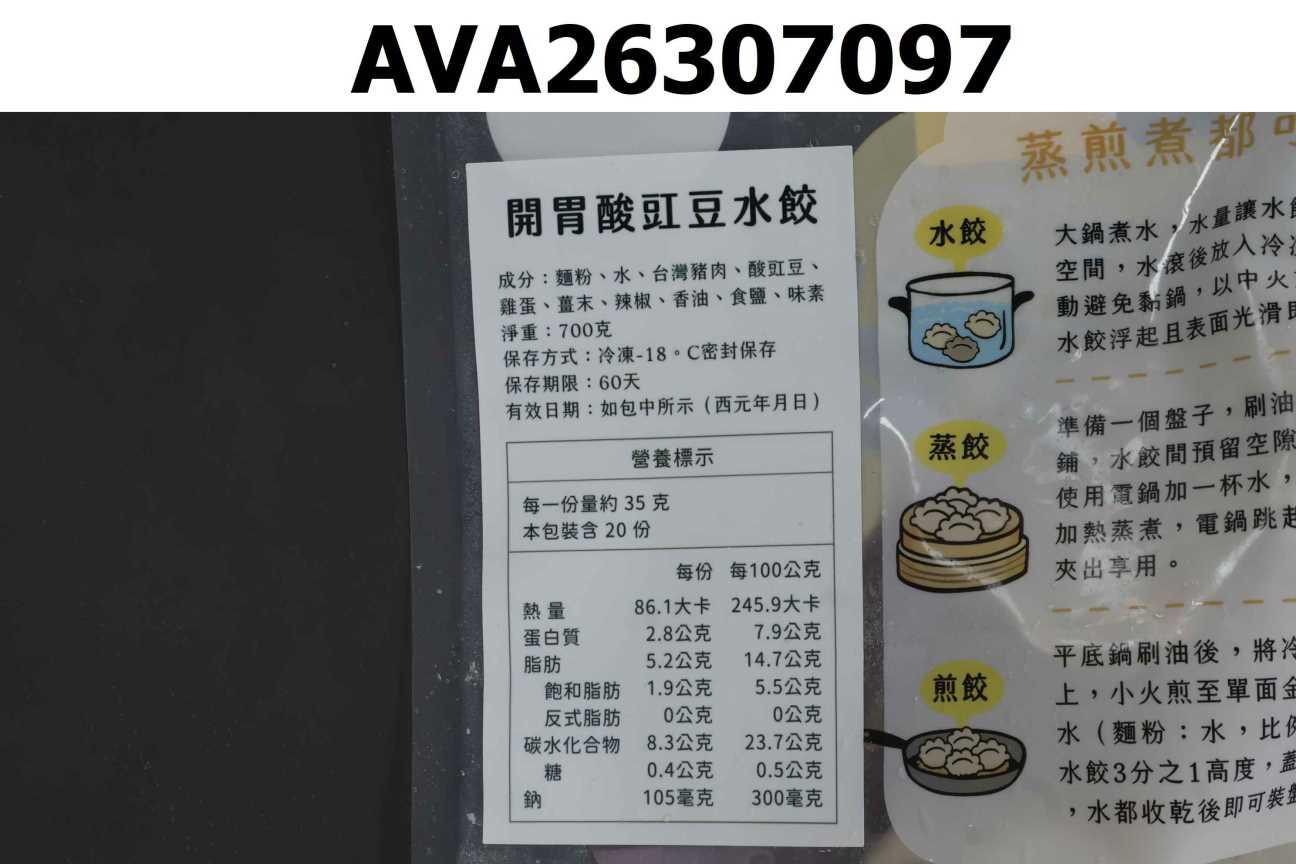 AVA26307097
開胃酸豇豆水餃
成分：麵粉、水、台灣豬肉、酸豇豆、
雞蛋、薑末、辣椒、香油、食鹽、味素
淨重：700克
保存方式：冷凍-18。C密封保存
保存期限：60天
有效日期：如包中所示（西元年月日）
營養標示
每一份量約 35 克
本包裝含 20 份
每份 每100公克
熱量 86.1大卡 245.9大卡
蛋白質 2.8公克 7.9公克
脂肪 5.2公克 14.7公克
飽和脂肪 1.9公克 5.5公克
反式脂肪 0公克 0公克
碳水化合物 8.3公克 23.7公克
糖 0.4公克 0.5公克
鈉 105毫克 300毫克
蒸煎煮都
水餃
大鍋煮水，水量讓水
空間，水滾後放入冷
動避免黏鍋，以中火
水餃浮起且表面光滑
蒸餃
準備一個盤子，刷油
鋪，水餃間預留空隙
使用電鍋加一杯水，
加熱蒸煮，電鍋跳起
夾出享用。
煎餃
平底鍋刷油後，將冷
上，小火煎至單面金
水（麵粉：水，比例
水餃3分之1高度，蓋
，水都收乾後即可裝盤